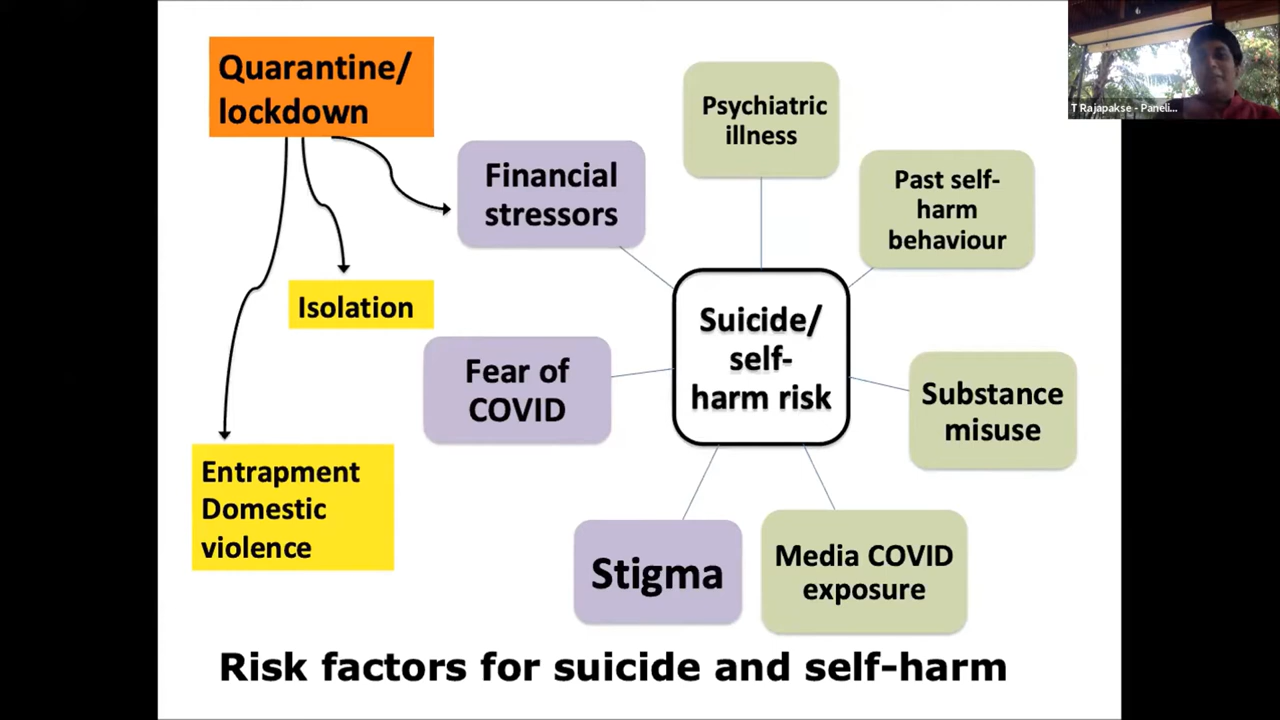 Quarantine/
lockdown
Financial
stressors
Psychiatric
illness
Past self-
harm
behaviour
Isolation
Fear of
COVID
Suicide/
self-
harm risk
Substance
misuse
Entrapment
Domestic
violence
Stigma
Media COVID
exposure
Risk factors for suicide and self-harm
T Rajapakse - Paneli...